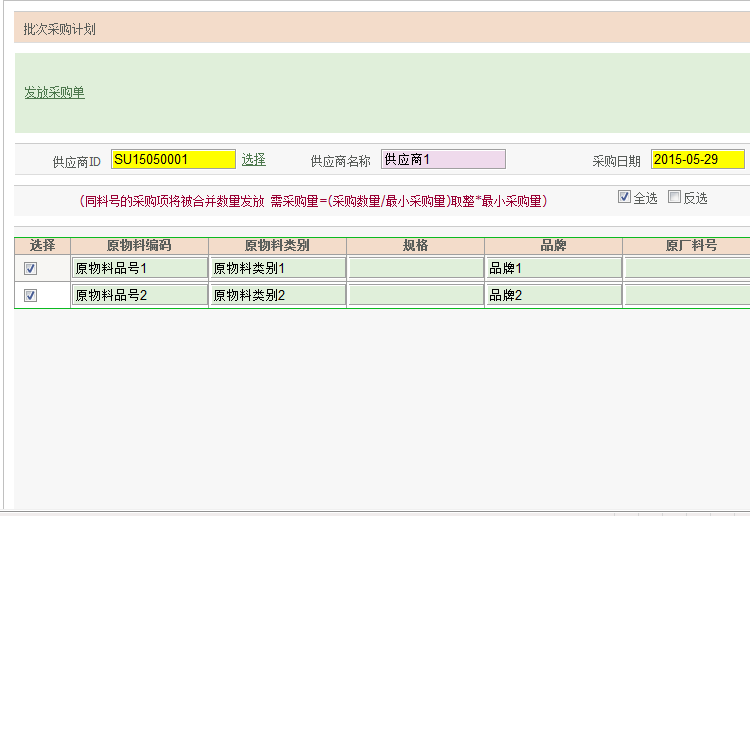 批次采购计划
发放采购单
供应商ID SU15050001 选择 供应商名称 供应商1 采购日期 2015-05-29
(同料号的采购项将被合并数量发放 需采购量=(采购数量/最小采购量)取整*最小采购量) 全选 反选
选择 原物料编码 原物料类别 规格 品牌 原厂料号
原物料品号1 原物料类别1 品牌1
原物料品号2 原物料类别2 品牌2